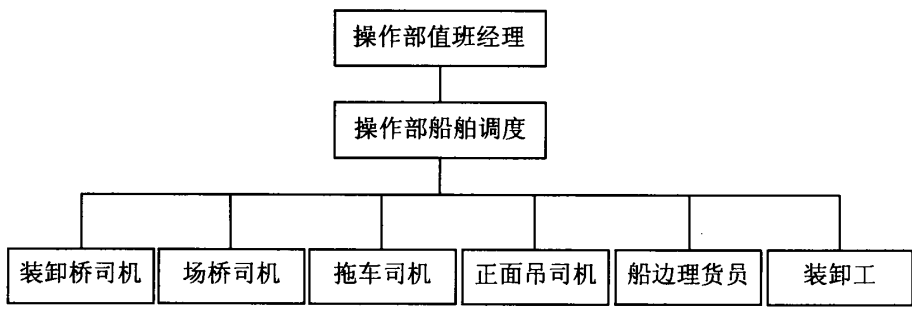 操作部值班经理
操作部船舶调度
装卸桥司机
场桥司机
拖车司机
正面吊司机
船边理货员
装卸工